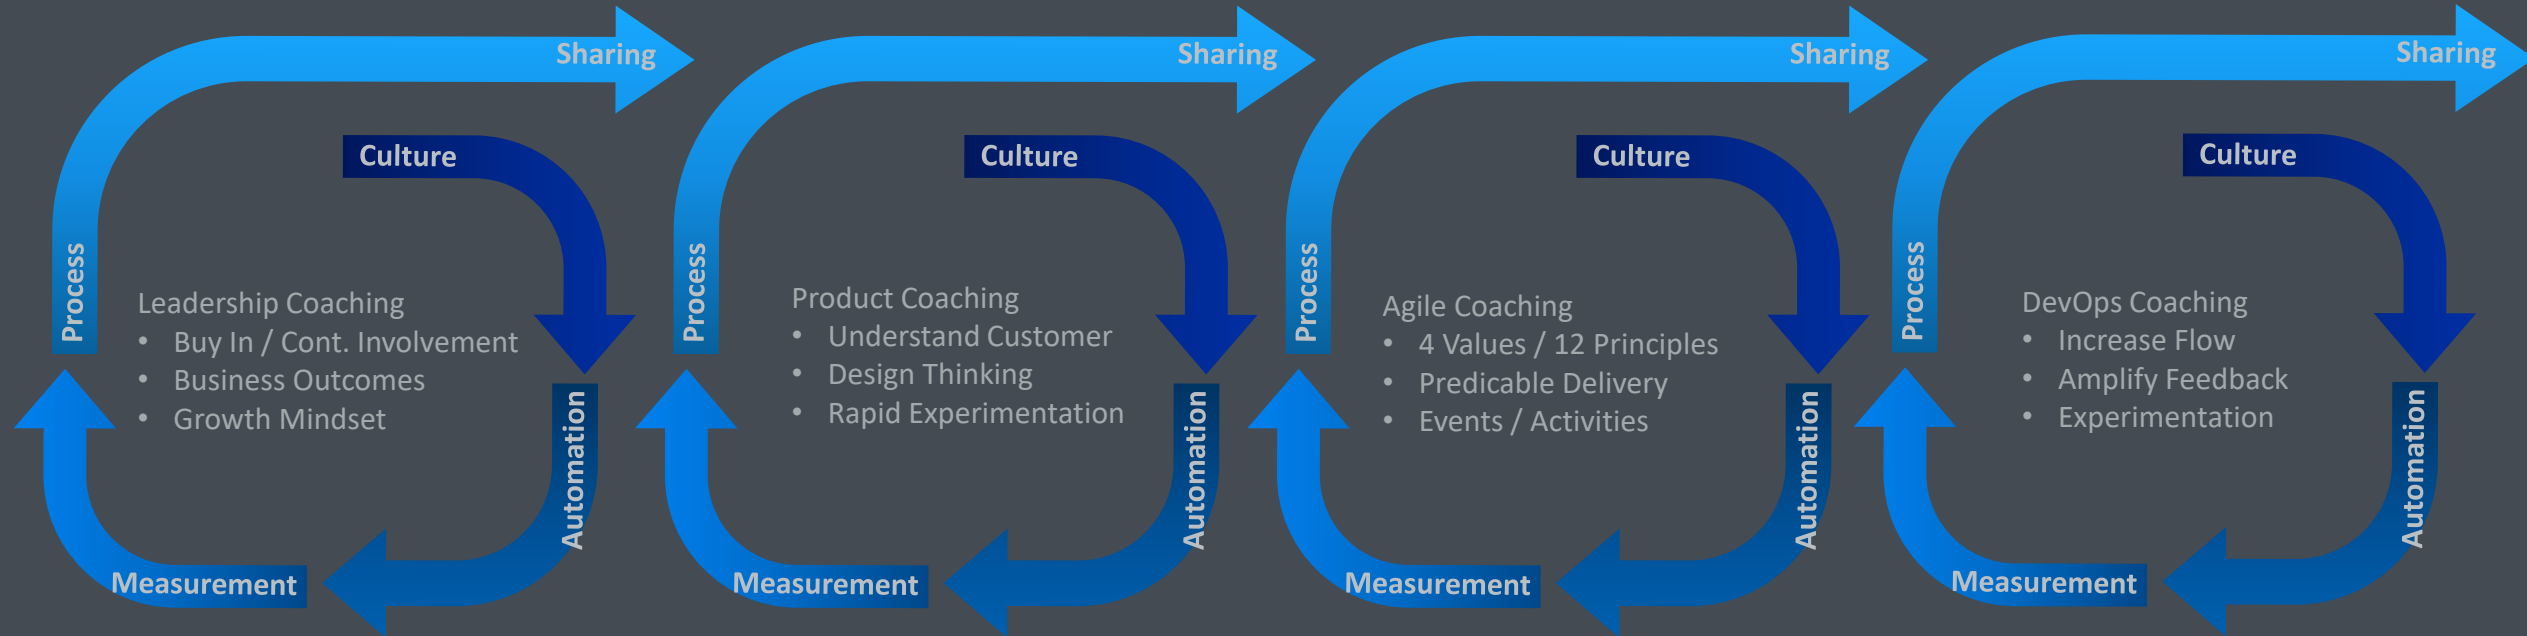 Sharing
Culture
Process
Leadership Coaching
• Buy In / Cont. Involvement
• Business Outcomes
• Growth Mindset
Automation
Measurement
Sharing
Culture
Process
Product Coaching
• Understand Customer
• Design Thinking
• Rapid Experimentation
Automation
Measurement
Sharing
Culture
Process
Agile Coaching
• 4 Values / 12 Principles
• Predicable Delivery
• Events / Activities
Automation
Measurement
Sharing
Culture
Process
DevOps Coaching
• Increase Flow
• Amplify Feedback
• Experimentation
Automation
Measurement